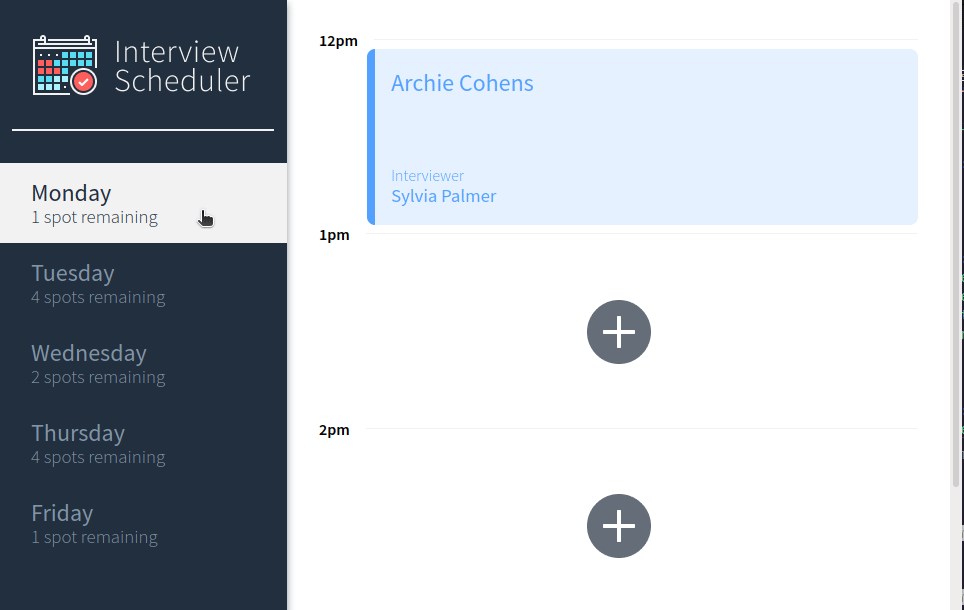 Interview
Scheduler
Monday
1 spot remaining
Tuesday
4 spots remaining
Wednesday
2 spots remaining
Thursday
4 spots remaining
Friday
1 spot remaining
12pm
Archie Cohens
Interviewer
Sylvia Palmer
1pm
2pm